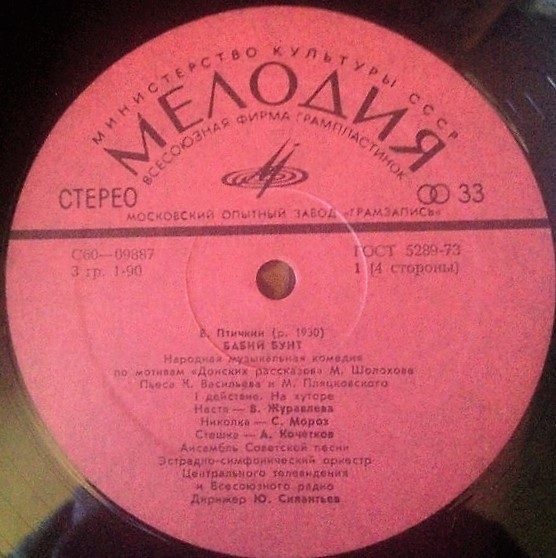 МИНИСТЕРСТВО КУЛЬТУРЫ СССР
МЕЛОДИЯ
ВСЕСОЮЗНАЯ ФИРМА ГРАМПЛАСТИНОК
СТЕРЕО 33
МОСКОВСКИЙ ОПЫТНЫЙ ЗАВОД «ГРАМЗАПИСЬ»
С60—09887 ГОСТ 5289-73
3 гр. 1-90 1 (4 стороны)
Е. Птичкин (р. 1930)
БАБИЙ БУНТ
Народная музыкальная комедия
по мотивам «Донских рассказов» М. Шолохова
Пьеса К. Васильева и М. Пляцковского
I действие. На хуторе
Настя — В. Журавлева
Николка — С. Мороз
Стешка — А. Кочетков
Ансамбль Советской песни
Эстрадно-симфонический оркестр
Центрального телевидения
и Всесоюзного радио
Дирижер Ю. Силантьев